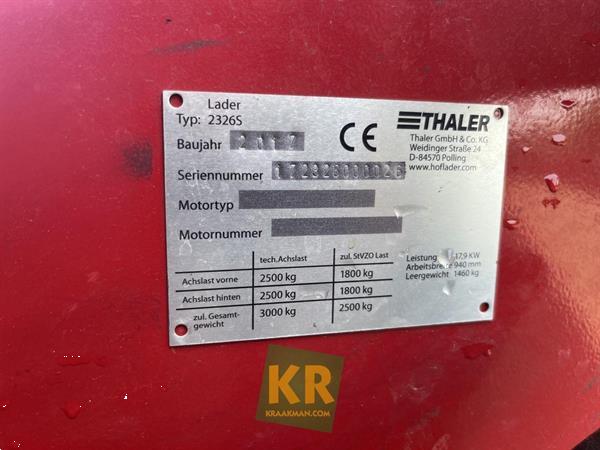 Lader
Typ: 2326S
THALER
Thaler GmbH & Co. KG
Weidinger Straße 24
D-84570 Polling
www.hoflader.com
CE
Baujahr 2017
Seriennummer
Motortyp
Motornummer
tech.Achslast zul. StVZO Last
Achslast vorne 2500 kg 1800 kg
Achslast hinten 2500 kg 1800 kg
zul. Gesamt-
gewicht 3000 kg 2500 kg
Leistung 17,9 KW
Arbeitsbreite 940 mm
Leergewicht 1460 kg
KR
KRAAKMAN.COM